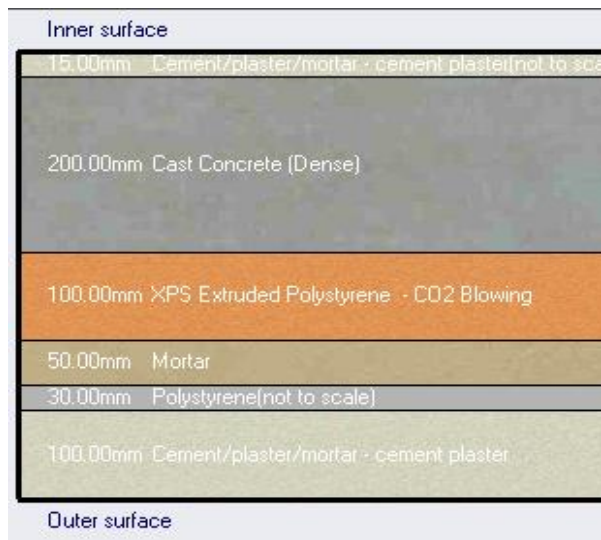 Inner surface
15.00mm Cement/plaster/mortar - cement plaster(not to sca
200.00mm Cast Concrete (Dense)
100.00mm XPS Extruded Polystyrene - CO2 Blowing
50.00mm Mortar
30.00mm Polystyrene(not to scale)
100.00mm Cement/plaster/mortar - cement plaster
Outer surface